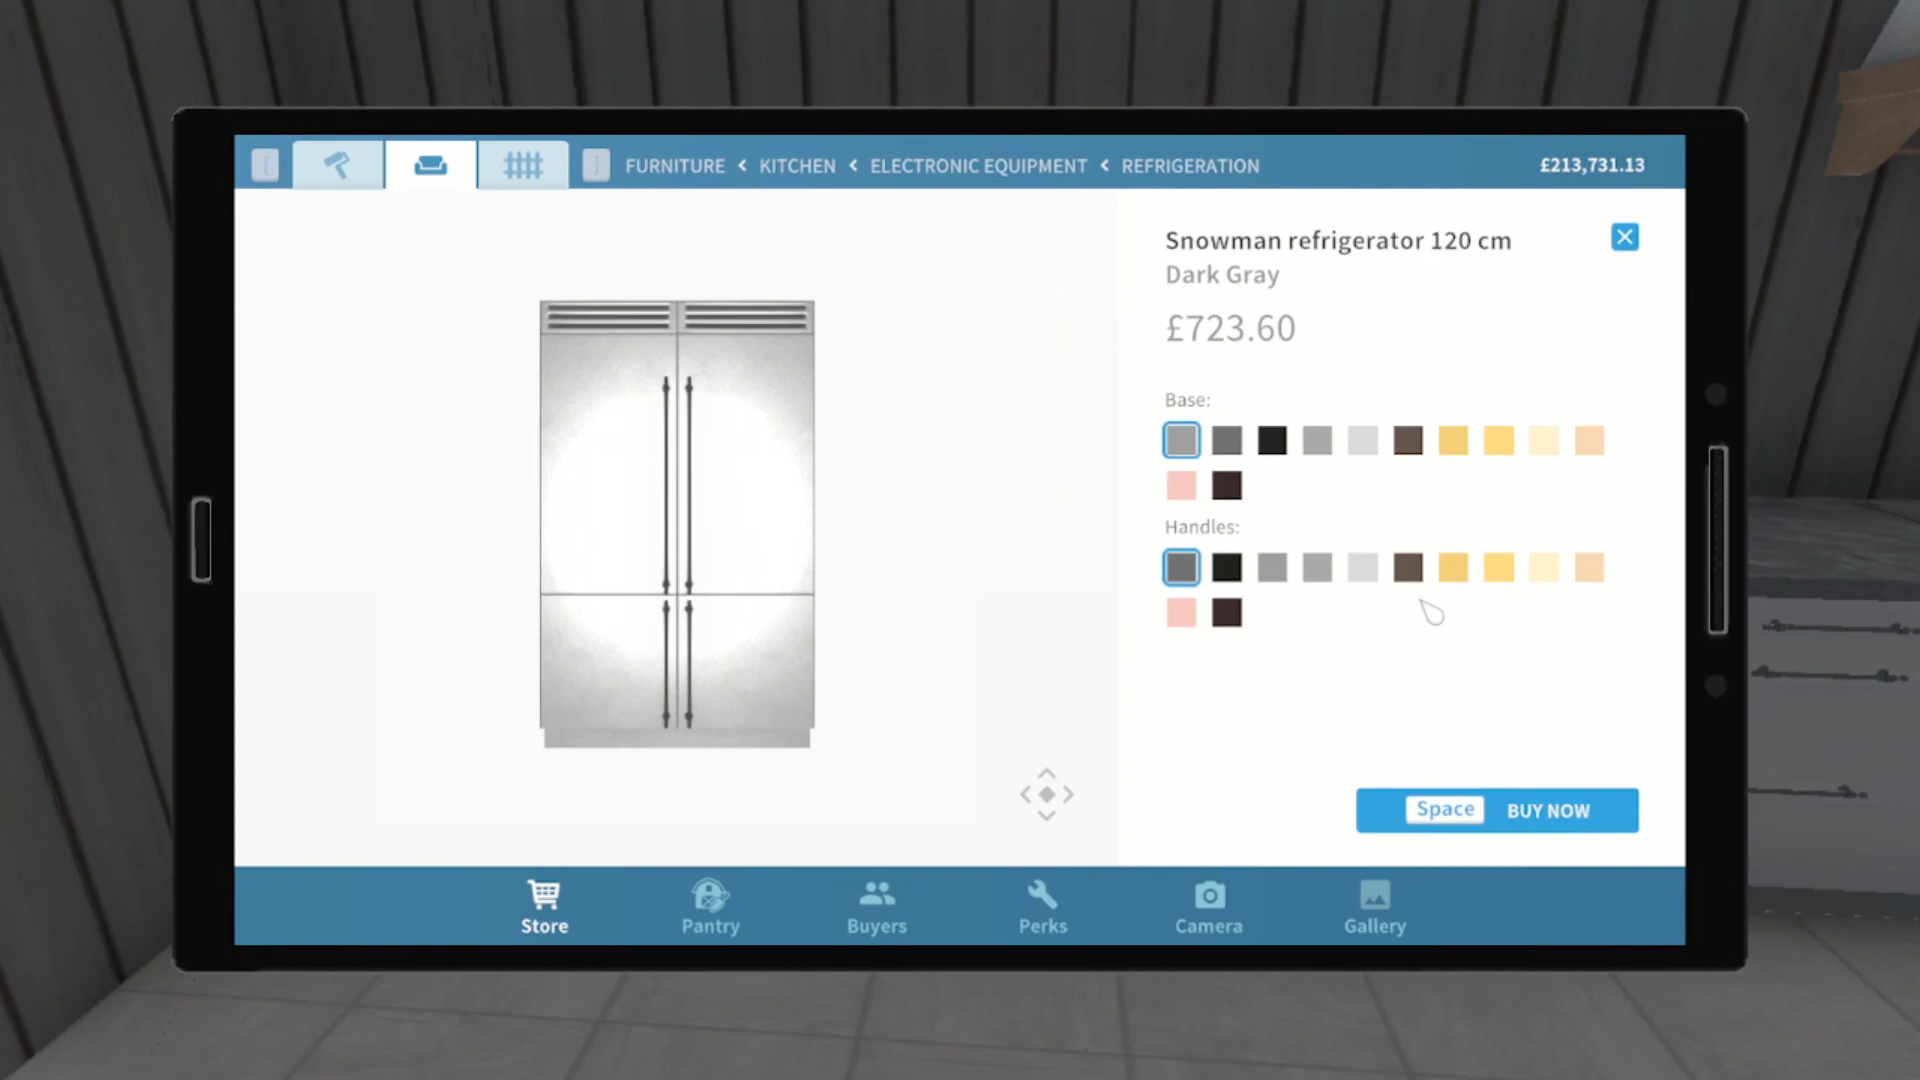 FURNITURE < KITCHEN < ELECTRONIC EQUIPMENT < REFRIGERATION
£213,731.13
Snowman refrigerator 120 cm
Dark Gray
£723.60
Base:
Handles:
Space BUY NOW
Store Pantry Buyers Perks Camera Gallery